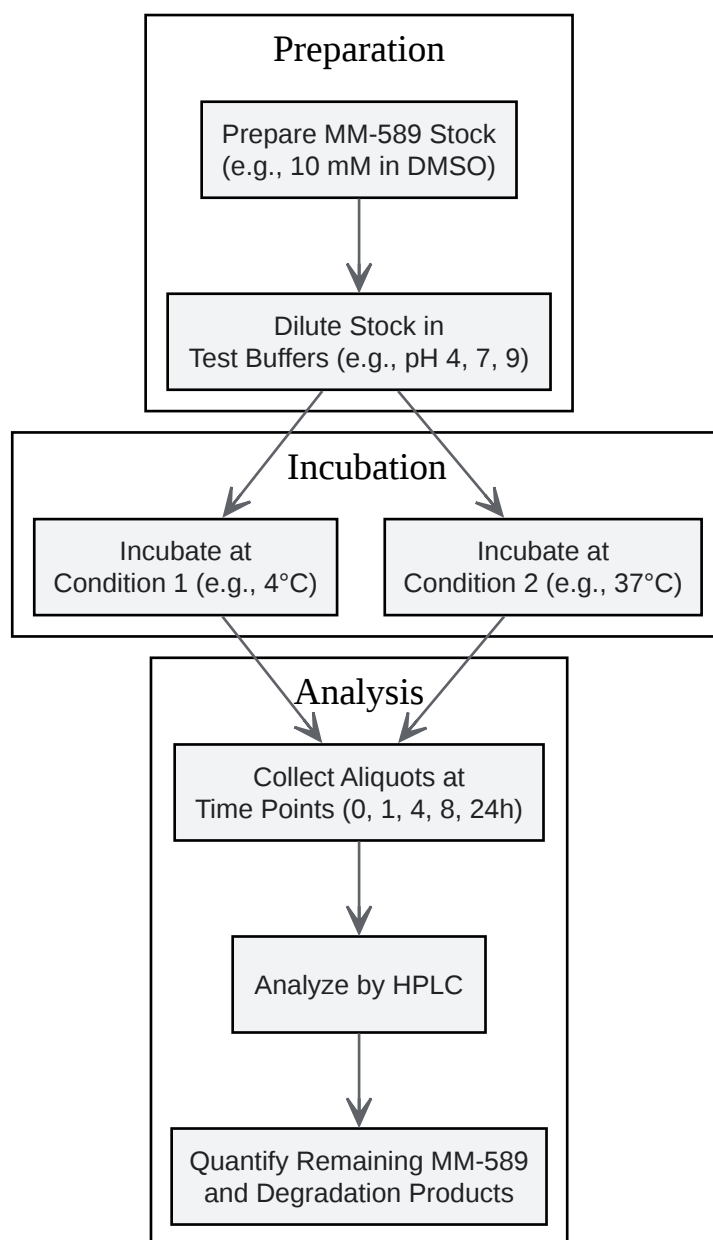 Preparation
Prepare MM-589 Stock
(e.g., 10 mM in DMSO)
Dilute Stock in
Test Buffers (e.g., pH 4, 7, 9)
Incubation
Incubate at
Condition 1 (e.g., 4°C)
Incubate at
Condition 2 (e.g., 37°C)
Analysis
Collect Aliquots at
Time Points (0, 1, 4, 8, 24h)
Analyze by HPLC
Quantify Remaining MM-589
and Degradation Products